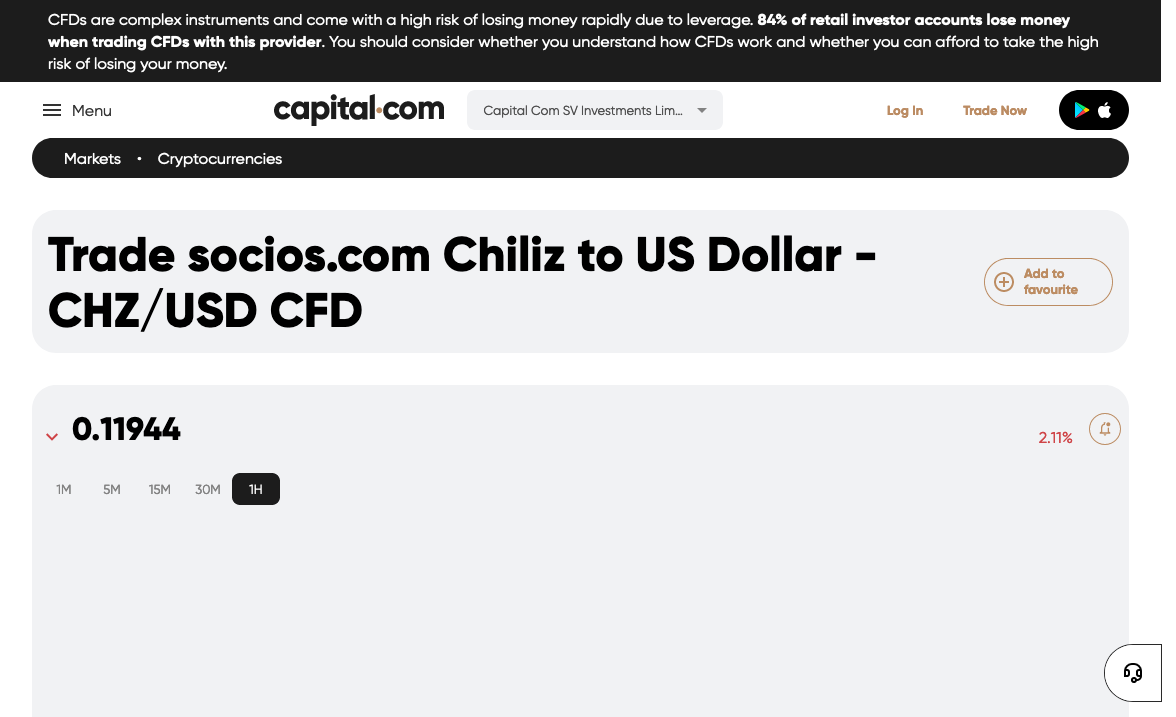 CFDs are complex instruments and come with a high risk of losing money rapidly due to leverage. 84% of retail investor accounts lose money
when trading CFDs with this provider. You should consider whether you understand how CFDs work and whether you can afford to take the high
risk of losing your money.
Menu
capital.com
Capital Com SV Investments Lim...
Log In
Trade Now
Markets • Cryptocurrencies
Trade socios.com Chiliz to US Dollar -
CHZ/USD CFD
Add to
favourite
0.11944
2.11%
1M 5M 15M 30M 1H